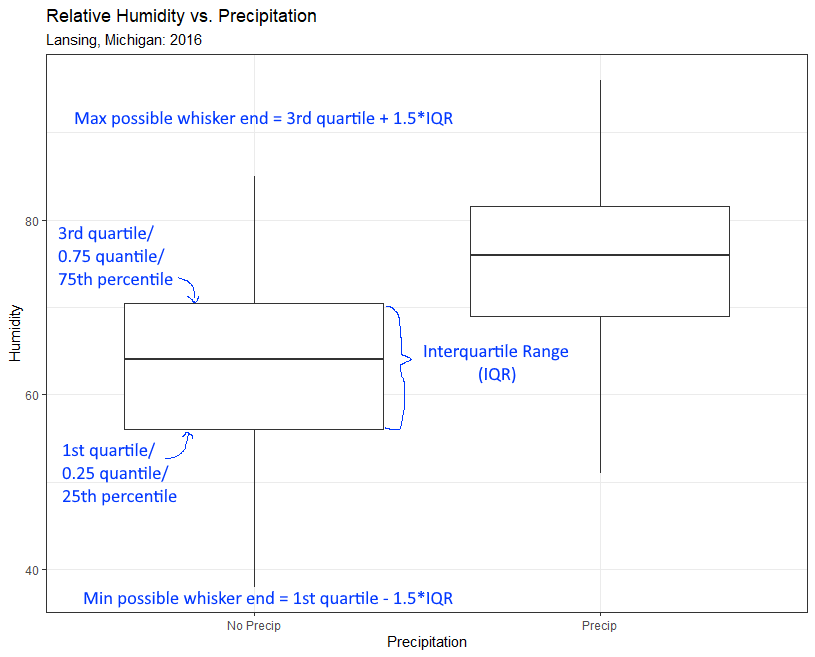 Relative Humidity vs. Precipitation
Lansing, Michigan: 2016
Max possible whisker end = 3rd quartile + 1.5*IQR
80
3rd quartile/
0.75 quantile/
75th percentile
Humidity
Interquartile Range
(IQR)
60
1st quartile/
0.25 quantile/
25th percentile
40
Min possible whisker end = 1st quartile - 1.5*IQR
No Precip
Precip
Precipitation